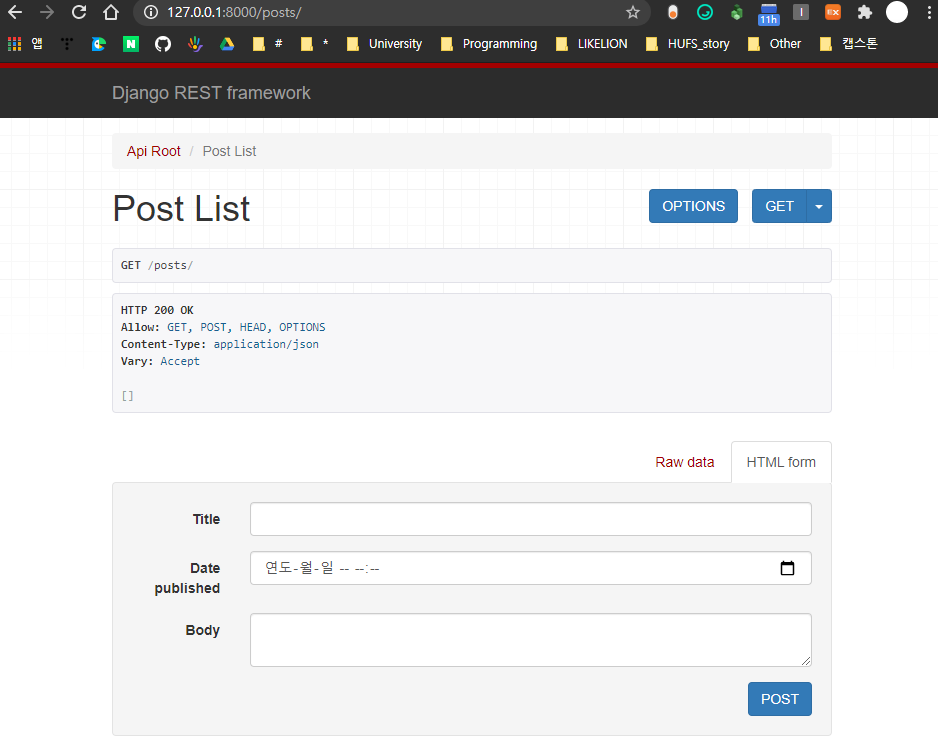 127.0.0.1:8000/posts/
11h
EX
앱
N
#
*
University
Programming
LIKELION
HUFS_story
Other
캡스톤
Django REST framework
Api Root / Post List
Post List
OPTIONS
GET
GET /posts/
HTTP 200 OK
Allow: GET, POST, HEAD, OPTIONS
Content-Type: application/json
Vary: Accept
[]
Raw data
HTML form
Title
Date published
연도-월-일 -- --:--
Body
POST